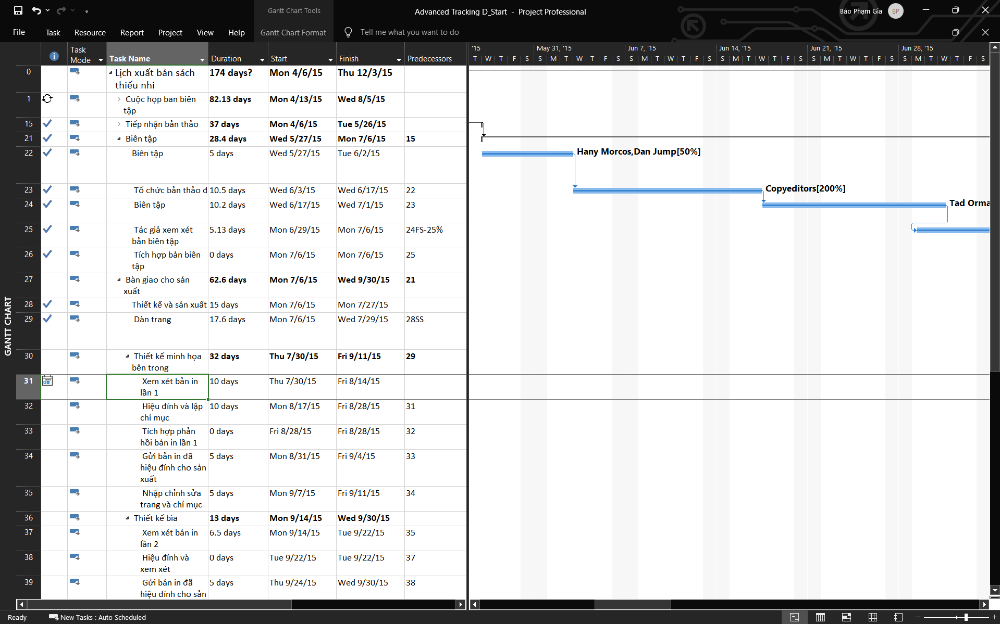 Gantt Chart Tools
Advanced Tracking D_Start - Project Professional
Bảo Phạm Gia
BP
File Task Resource Report Project View Help Gantt Chart Format Tell me what you want to do
Task Mode Task Name Duration Start Finish Predecessors
'15 May 31, '15 Jun 7, '15 Jun 14, '15 Jun 21, '15 Jun 28, '15
T W T F S S M T W T F S S M T W T F S S M T W T F S S M T W T F S S M T W T F S
0 Lịch xuất bản sách thiếu nhi 174 days? Mon 4/6/15 Thu 12/3/15
1 Cuộc họp ban biên tập 82.13 days Mon 4/13/15 Wed 8/5/15
15 Tiếp nhận bản thảo 37 days Mon 4/6/15 Tue 5/26/15
21 Biên tập 28.4 days Wed 5/27/15 Mon 7/6/15 15
22 Biên tập 5 days Wed 5/27/15 Tue 6/2/15
Hany Morcos,Dan Jump[50%]
23 Tổ chức bản thảo đ 10.5 days Wed 6/3/15 Wed 6/17/15 22
Copyeditors[200%]
24 Biên tập 10.2 days Wed 6/17/15 Wed 7/1/15 23
Tad Orma
25 Tác giả xem xét bản biên tập 5.13 days Mon 6/29/15 Mon 7/6/15 24FS-25%
26 Tích hợp bản biên tập 0 days Mon 7/6/15 Mon 7/6/15 25
27 Bàn giao cho sản xuất 62.6 days Mon 7/6/15 Wed 9/30/15 21
28 Thiết kế và sản xuất 15 days Mon 7/6/15 Mon 7/27/15
29 Dàn trang 17.6 days Mon 7/6/15 Wed 7/29/15 28SS
30 Thiết kế minh họa bên trong 32 days Thu 7/30/15 Fri 9/11/15 29
31 Xem xét bản in lần 1 10 days Thu 7/30/15 Fri 8/14/15
32 Hiệu đính và lập chỉ mục 10 days Mon 8/17/15 Fri 8/28/15 31
33 Tích hợp phản hồi bản in lần 1 0 days Fri 8/28/15 Fri 8/28/15 32
34 Gửi bản in đã hiệu đính cho sản xuất 5 days Mon 8/31/15 Fri 9/4/15 33
35 Nhập chỉnh sửa trang và chỉ mục 5 days Mon 9/7/15 Fri 9/11/15 34
36 Thiết kế bìa 13 days Mon 9/14/15 Wed 9/30/15
37 Xem xét bản in lần 2 6.5 days Mon 9/14/15 Tue 9/22/15 35
38 Hiệu đính và xem xét 0 days Tue 9/22/15 Tue 9/22/15 37
39 Gửi bản in đã hiệu đính cho sản 5 days Thu 9/24/15 Wed 9/30/15 38
GANTT CHART
Ready New Tasks : Auto Scheduled